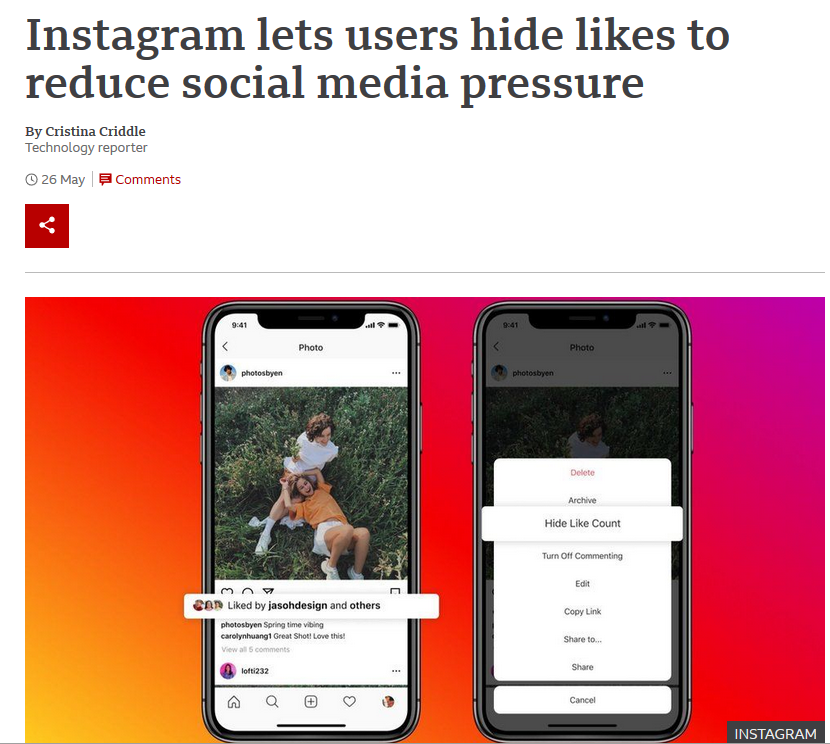 Instagram lets users hide likes to
reduce social media pressure
By Cristina Criddle
Technology reporter
26 May
Comments
9:41
Photo
photosbyen
Liked by jasohdesign and others
photosbyen Spring time vibing
carolynhuang1 Great Shot! Love this!
View all 5 comments
lofti232
9:41
Photo
photosbyen
Delete
Archive
Hide Like Count
Turn Off Commenting
Edit
Copy Link
Share to...
Share
Cancel
INSTAGRAM